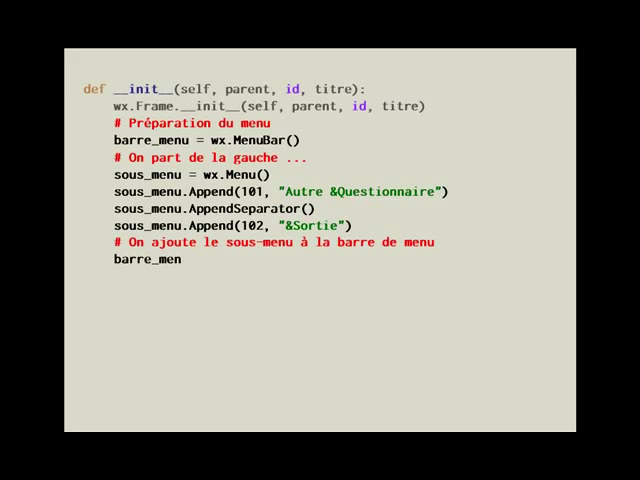 def __init__(self, parent, id, titre):
wx.Frame.__init__(self, parent, id, titre)
# Préparation du menu
barre_menu = wx.MenuBar()
# On part de la gauche ...
sous_menu = wx.Menu()
sous_menu.Append(101, "Autre &Questionnaire")
sous_menu.AppendSeparator()
sous_menu.Append(102, "&Sortie")
# On ajoute le sous-menu à la barre de menu
barre_men